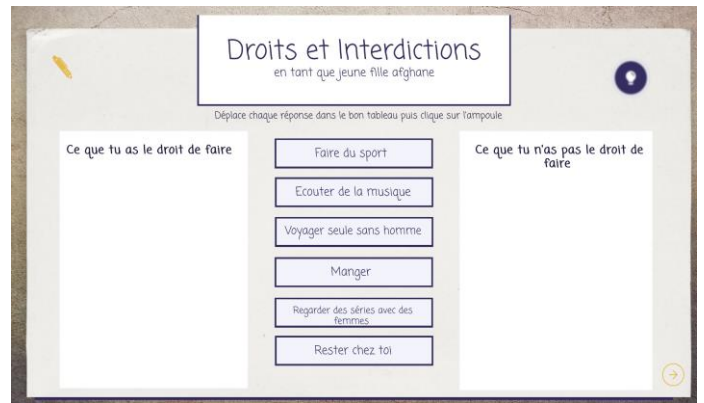 Droits et Interdictions
en tant que jeune fille afghane
Déplace chaque réponse dans le bon tableau puis clique sur l'ampoule
Ce que tu as le droit de faire
Faire du sport
Ecouter de la musique
Voyager seule sans homme
Manger
Regarder des séries avec des
femmes
Rester chez toi
Ce que tu n'as pas le droit de
faire